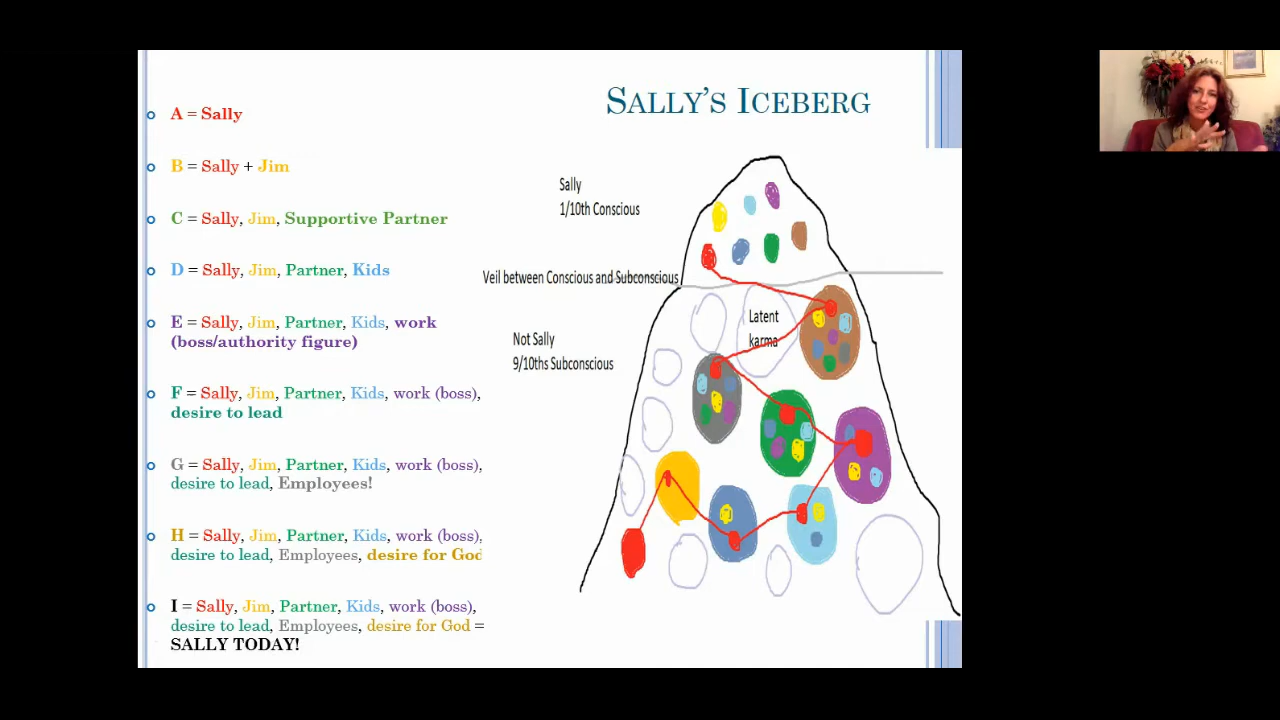 SALLY'S ICEBERG
A = Sally
B = Sally + Jim
C = Sally, Jim, Supportive Partner
D = Sally, Jim, Partner, Kids
E = Sally, Jim, Partner, Kids, work
(boss/authority figure)
F = Sally, Jim, Partner, Kids, work (boss),
desire to lead
G = Sally, Jim, Partner, Kids, work (boss),
desire to lead, Employees!
H = Sally, Jim, Partner, Kids, work (boss),
desire to lead, Employees, desire for God
I = Sally, Jim, Partner, Kids, work (boss),
desire to lead, Employees, desire for God =
SALLY TODAY!
Sally
1/10th Conscious
Veil between Conscious and Subconscious
Latent
karma
Not Sally
9/10ths Subconscious